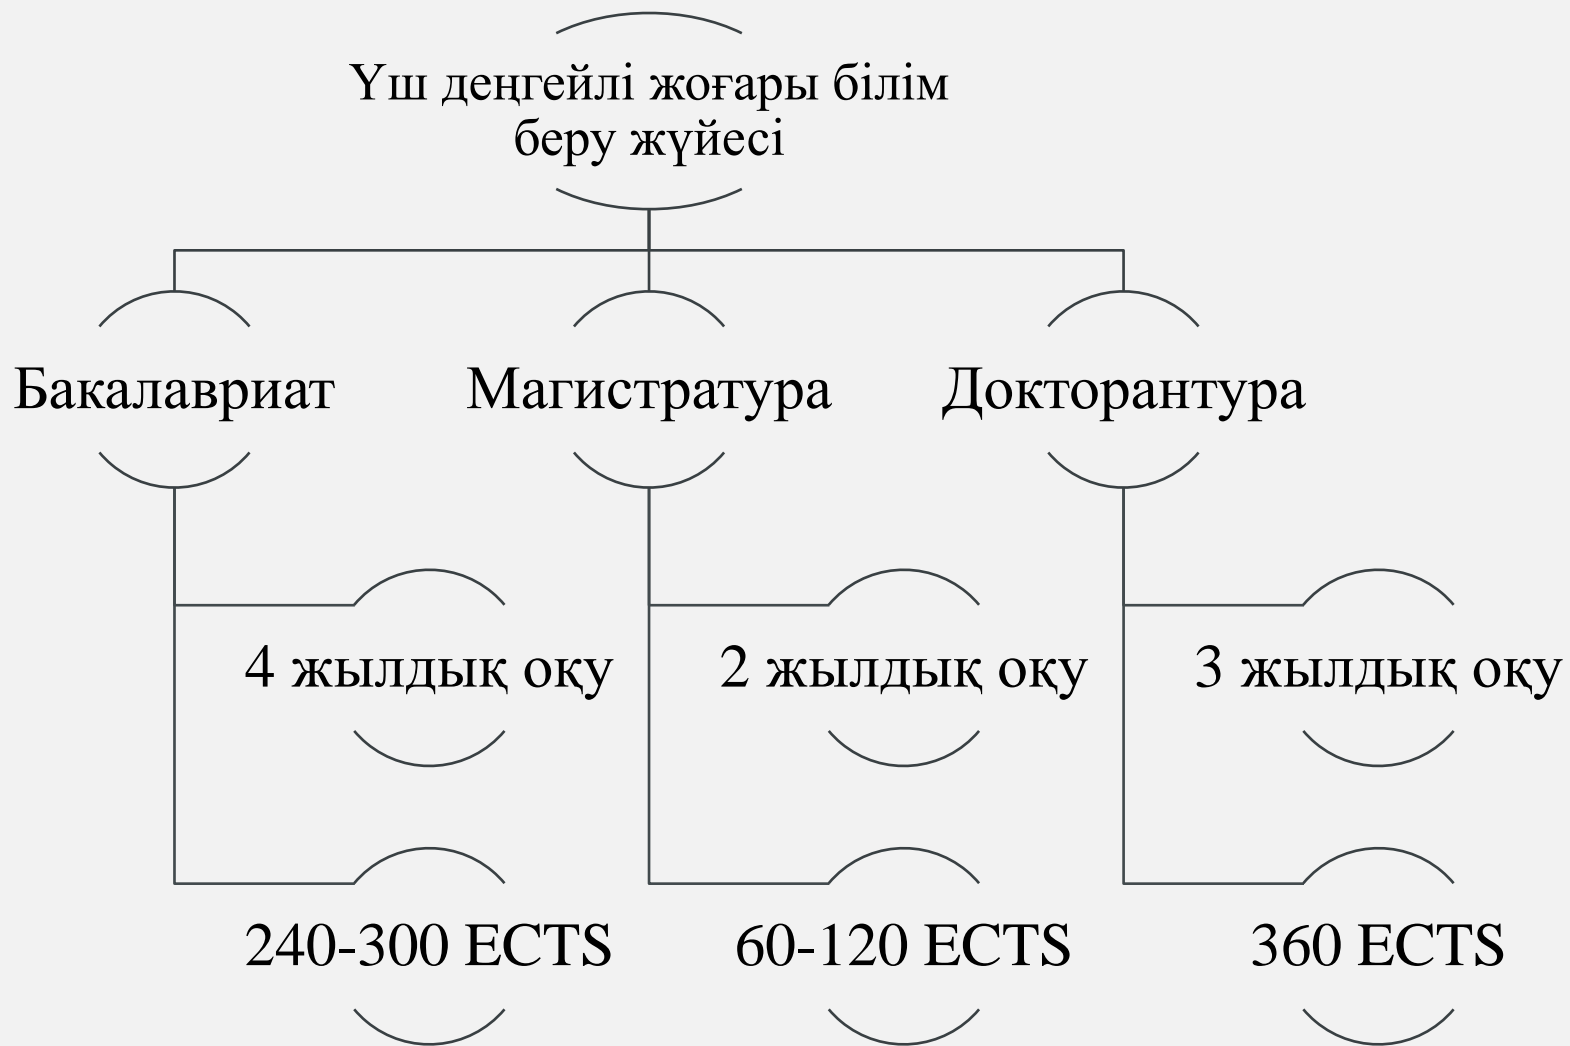 Үш деңгейлі жоғары білім
беру жүйесі
Бакалавриат
Магистратура
Докторантура
4 жылдық оқу
2 жылдық оқу
3 жылдық оқу
240-300 ECTS
60-120 ECTS
360 ECTS